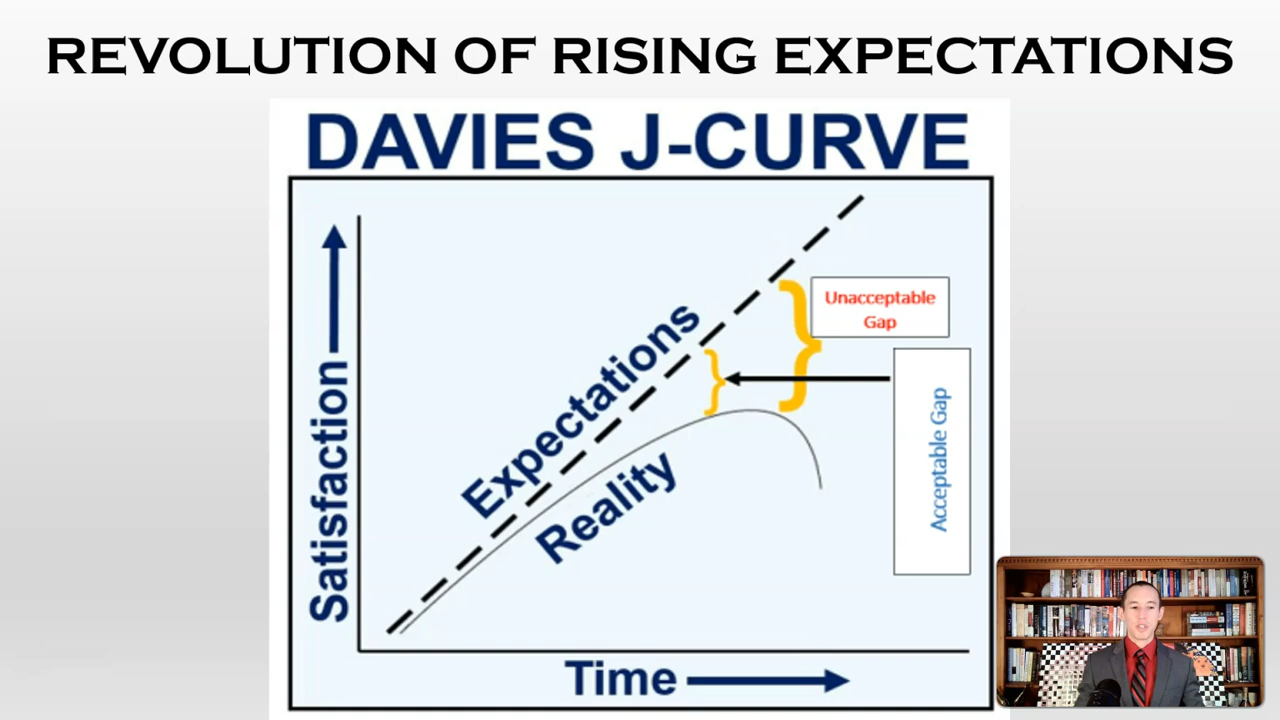 REVOLUTION OF RISING EXPECTATIONS
DAVIES J-CURVE
Satisfaction
Expectations
Reality
Unacceptable
Gap
Acceptable Gap
Time